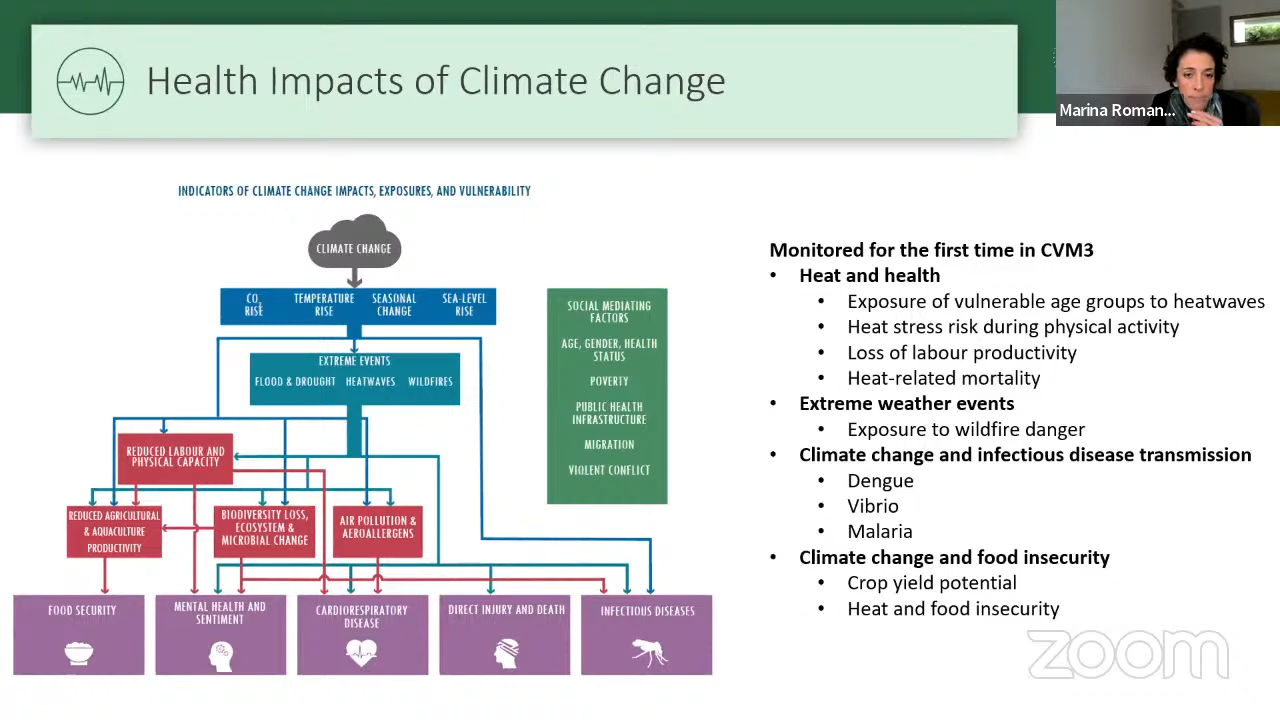 Health Impacts of Climate Change
Marina Roman...
INDICATORS OF CLIMATE CHANGE IMPACTS, EXPOSURES, AND VULNERABILITY
CLIMATE CHANGE
CO2
RISE
TEMPERATURE
RISE
SEASONAL
CHANGE
SEA-LEVEL
RISE
EXTREME EVENTS
FLOOD & DROUGHT HEATWAVES WILDFIRES
REDUCED LABOUR AND
PHYSICAL CAPACITY
REDUCED AGRICULTURAL
& AQUACULTURE
PRODUCTIVITY
BIODIVERSITY LOSS,
ECOSYSTEM &
MICROBIAL CHANGE
AIR POLLUTION &
AEROALLERGENS
FOOD SECURITY
MENTAL HEALTH AND
SENTIMENT
CARDIORESPIRATORY
DISEASE
DIRECT INJURY AND DEATH
INFECTIOUS DISEASES
SOCIAL MEDIATING
FACTORS
AGE, GENDER, HEALTH
STATUS
POVERTY
PUBLIC HEALTH
INFRASTRUCTURE
MIGRATION
VIOLENT CONFLICT
Monitored for the first time in CVM3
• Heat and health
• Exposure of vulnerable age groups to heatwaves
• Heat stress risk during physical activity
• Loss of labour productivity
• Heat-related mortality
• Extreme weather events
• Exposure to wildfire danger
• Climate change and infectious disease transmission
• Dengue
• Vibrio
• Malaria
• Climate change and food insecurity
• Crop yield potential
• Heat and food insecurity
zoom